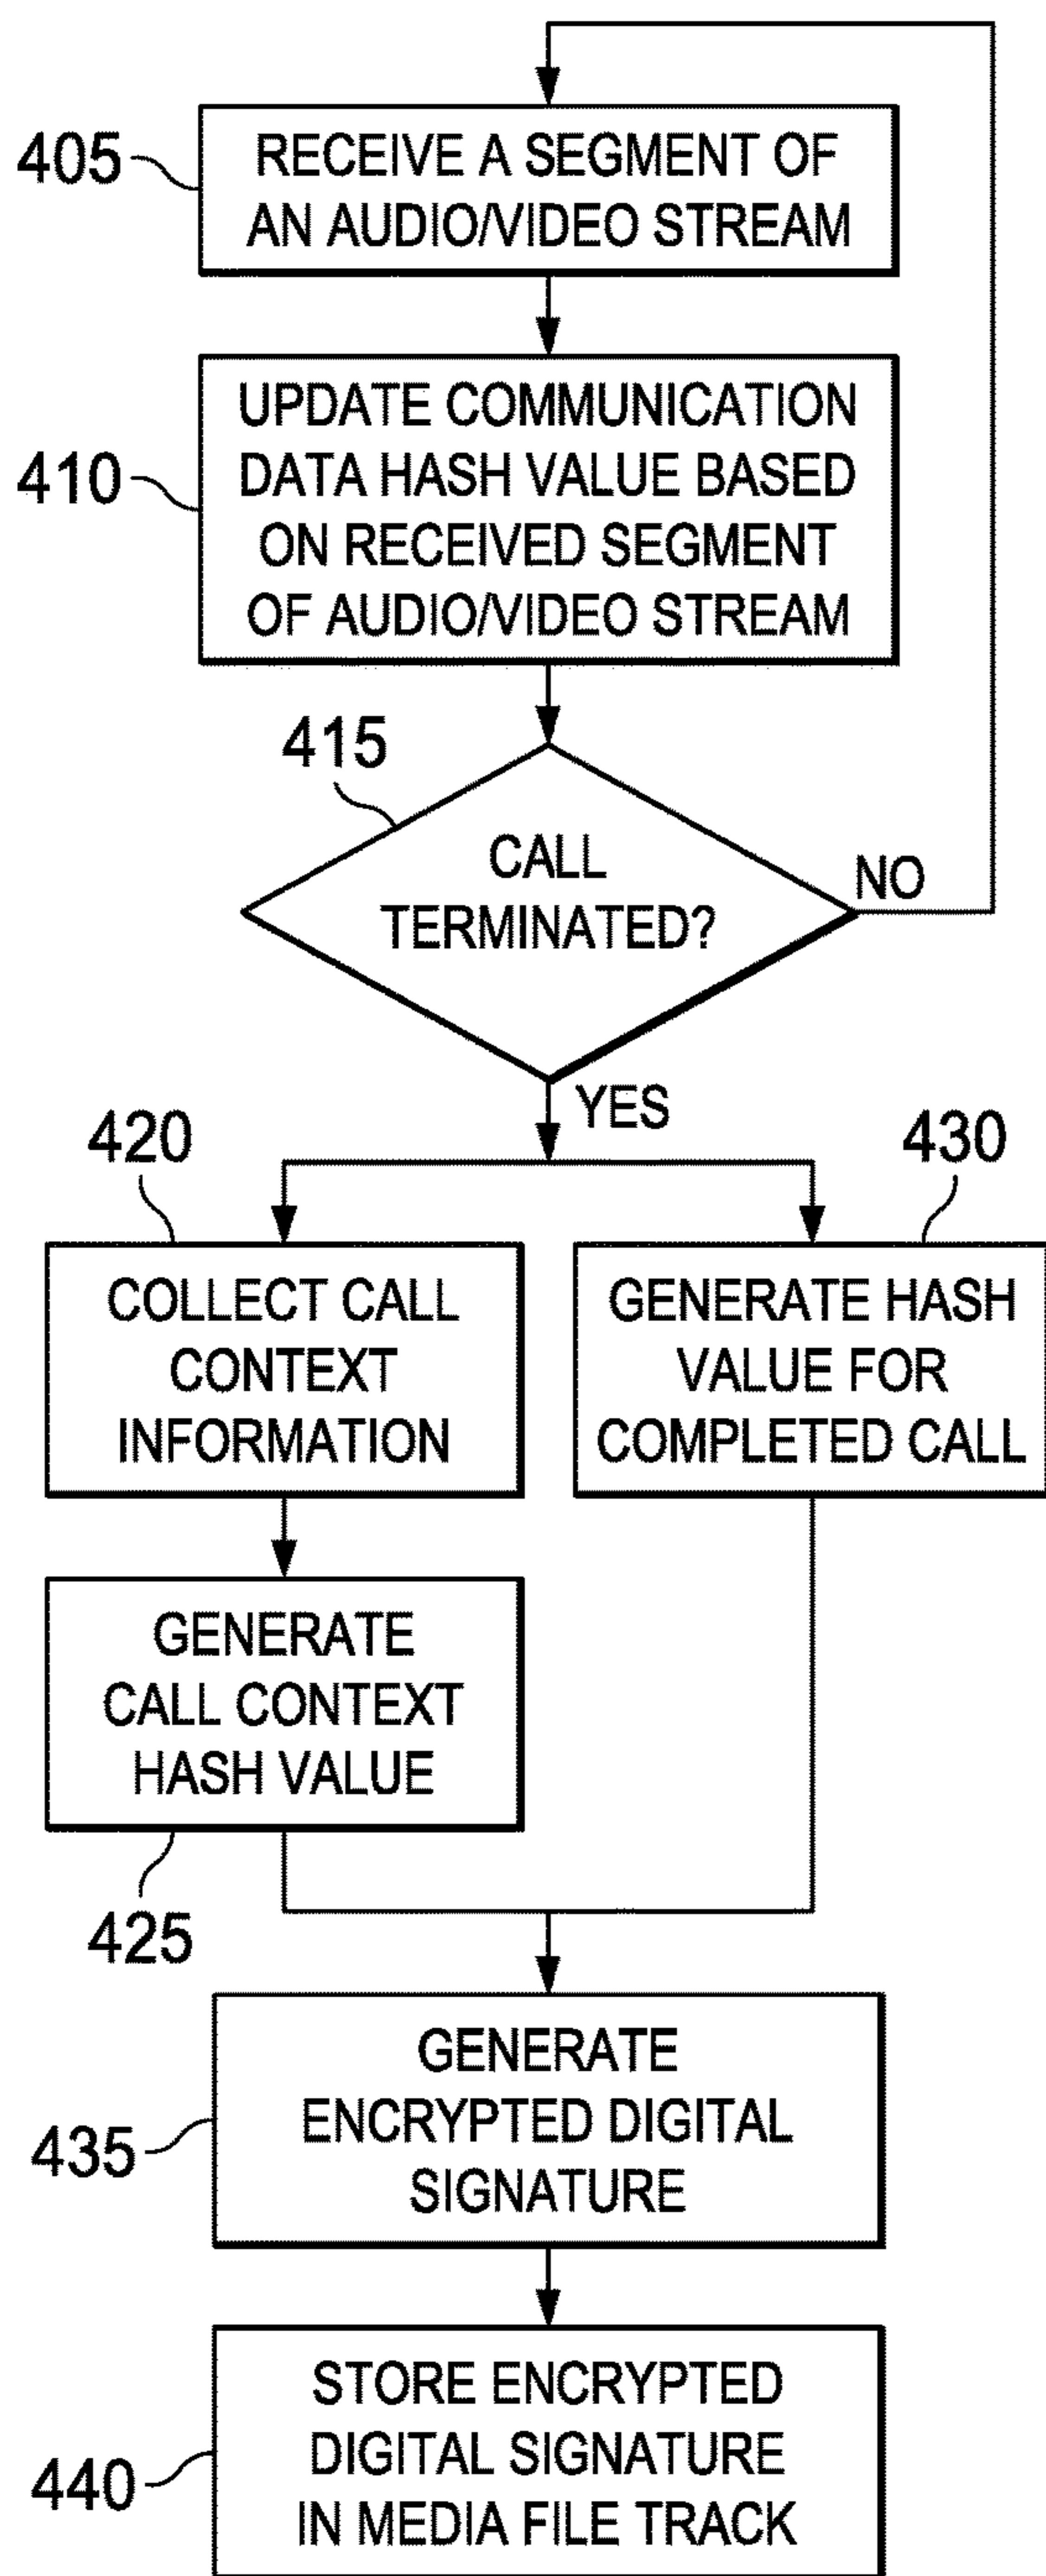 405
RECEIVE A SEGMENT OF
AN AUDIO/VIDEO STREAM
410
UPDATE COMMUNICATION
DATA HASH VALUE BASED
ON RECEIVED SEGMENT
OF AUDIO/VIDEO STREAM
415
CALL
TERMINATED?
NO
YES
420
COLLECT CALL
CONTEXT
INFORMATION
430
GENERATE HASH
VALUE FOR
COMPLETED CALL
GENERATE
CALL CONTEXT
HASH VALUE
425
435
GENERATE
ENCRYPTED DIGITAL
SIGNATURE
440
STORE ENCRYPTED
DIGITAL SIGNATURE
IN MEDIA FILE TRACK